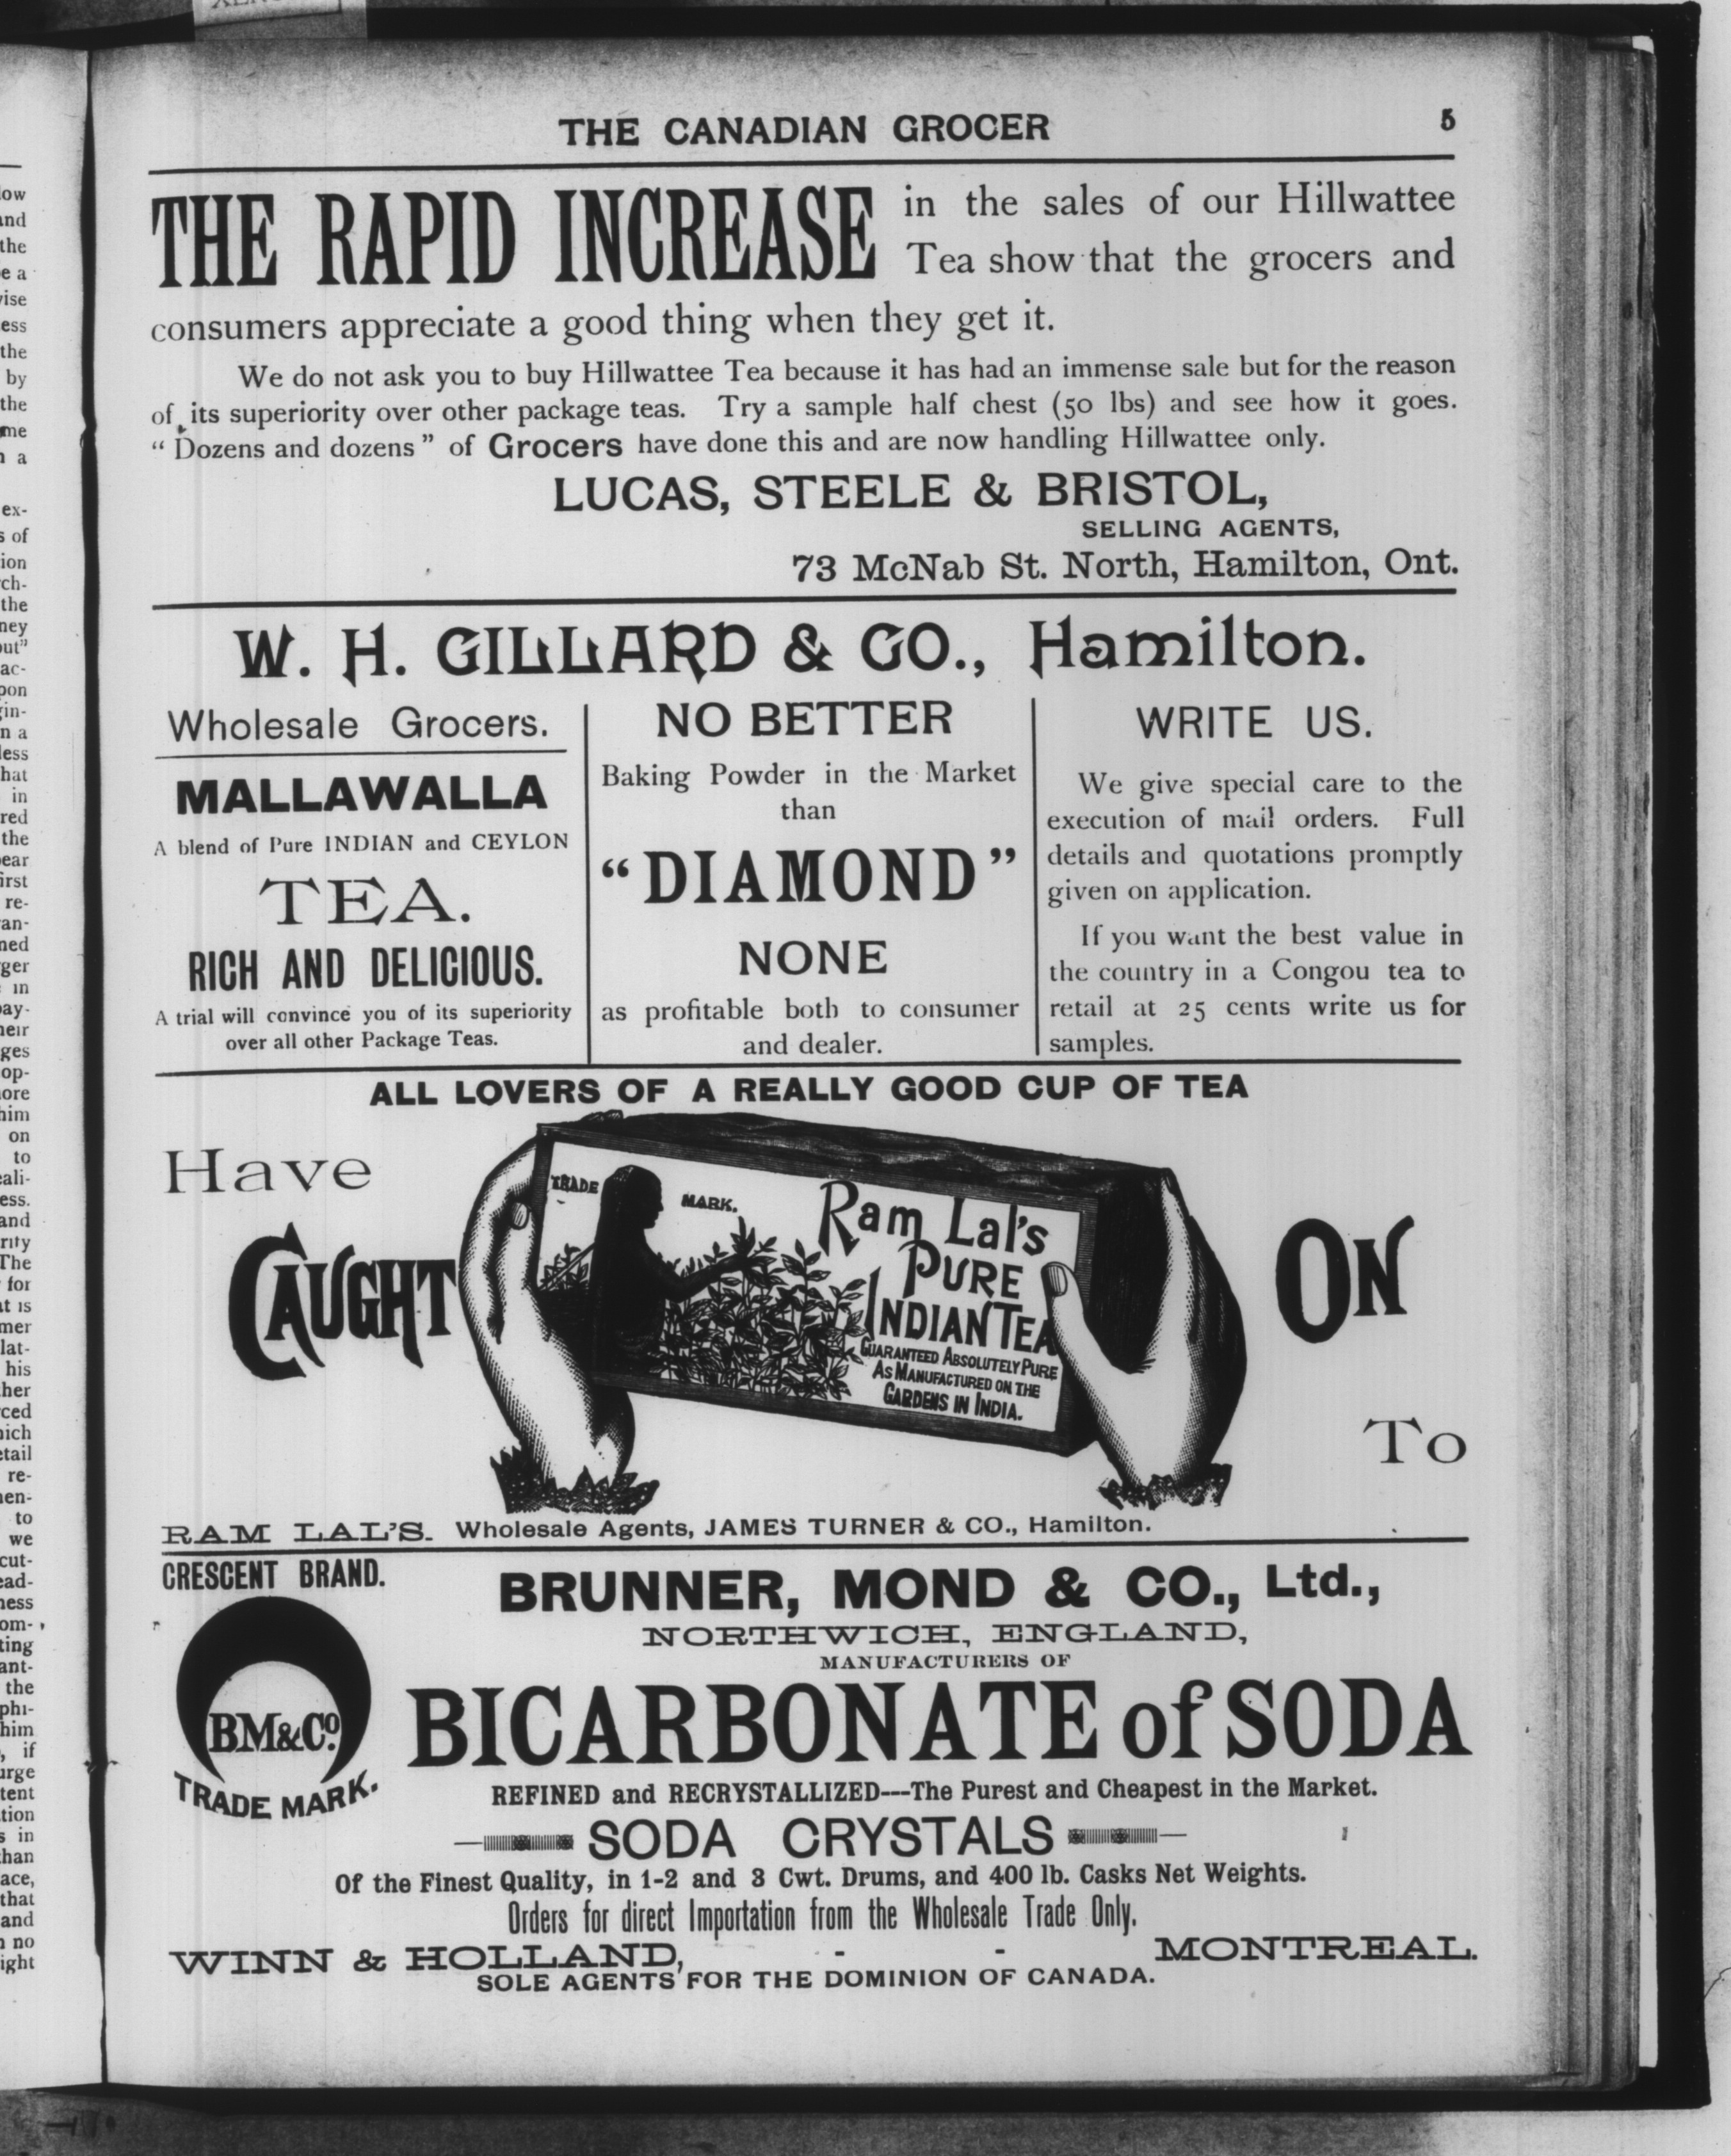 THE CANADIAN GROCER 5
THE RAPID INCREASE in the sales of our Hillwattee
Tea show that the grocers and
consumers appreciate a good thing when they get it.
We do not ask you to buy Hillwattee Tea because it has had an immense sale but for the reason
of its superiority over other package teas. Try a sample half chest (50 lbs) and see how it goes.
“ Dozens and dozens ” of Grocers have done this and are now handling Hillwattee only.
LUCAS, STEELE & BRISTOL,
SELLING AGENTS,
73 McNab St. North, Hamilton, Ont.
W. H. GILLARD & CO., Hamilton.
Wholesale Grocers.
MALLAWALLA
A blend of Pure INDIAN and CEYLON
TEA.
RICH AND DELICIOUS.
A trial will convince you of its superiority
over all other Package Teas.
NO BETTER
Baking Powder in the Market
than
“ DIAMOND ”
NONE
as profitable both to consumer
and dealer.
WRITE US.
We give special care to the
execution of mail orders. Full
details and quotations promptly
given on application.
If you want the best value in
the country in a Congou tea to
retail at 25 cents write us for
samples.
ALL LOVERS OF A REALLY GOOD CUP OF TEA
Have
CAUGHT
TRADE MARK.
Ram Lal's
PURE
INDIAN TEA
GUARANTEED ABSOLUTELY PURE
AS MANUFACTURED ON THE
GARDENS IN INDIA.
ON
To
RAM LAL'S. Wholesale Agents, JAMES TURNER & CO., Hamilton.
CRESCENT BRAND.
BM&Co.
TRADE MARK.
BRUNNER, MOND & CO., Ltd.,
NORTHWICH, ENGLAND,
MANUFACTURERS OF
BICARBONATE of SODA
REFINED and RECRYSTALLIZED---The Purest and Cheapest in the Market.
SODA CRYSTALS
Of the Finest Quality, in 1-2 and 3 Cwt. Drums, and 400 lb. Casks Net Weights.
Orders for direct Importation from the Wholesale Trade Only.
WINN & HOLLAND, - - MONTREAL.
SOLE AGENTS FOR THE DOMINION OF CANADA.